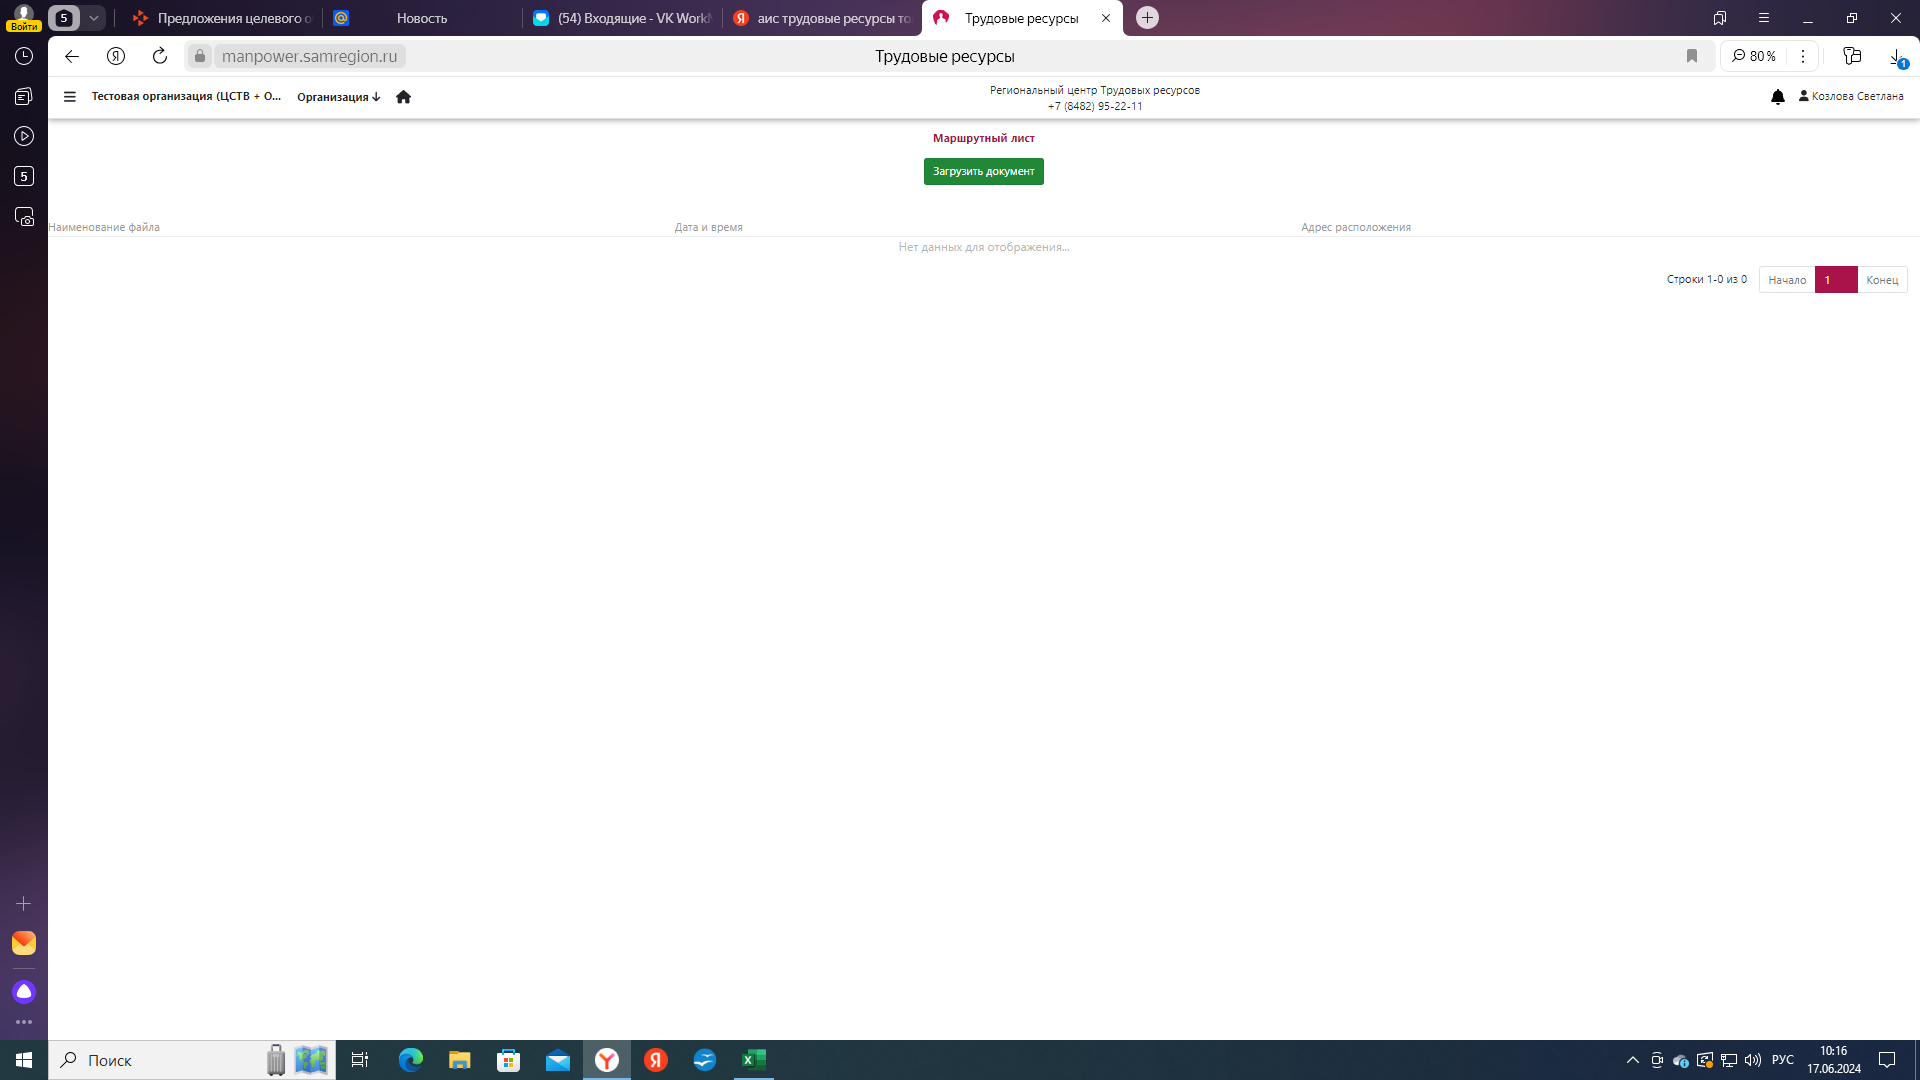 Войти
5
Предложения целевого о
Новость
(54) Входящие - VK Work
аис трудовые ресурсы то
Трудовые ресурсы
manpower.samregion.ru
Трудовые ресурсы
80 %
1
Тестовая организация (ЦСТВ + О...
Организация
Региональный центр Трудовых ресурсов
+7 (8482) 95-22-11
Козлова Светлана
5
Маршрутный лист
Загрузить документ
Наименование файла
Дата и время
Адрес расположения
Нет данных для отображения...
Строки 1-0 из 0
Начало
1
Конец
Поиск
РУС
10:16
17.06.2024